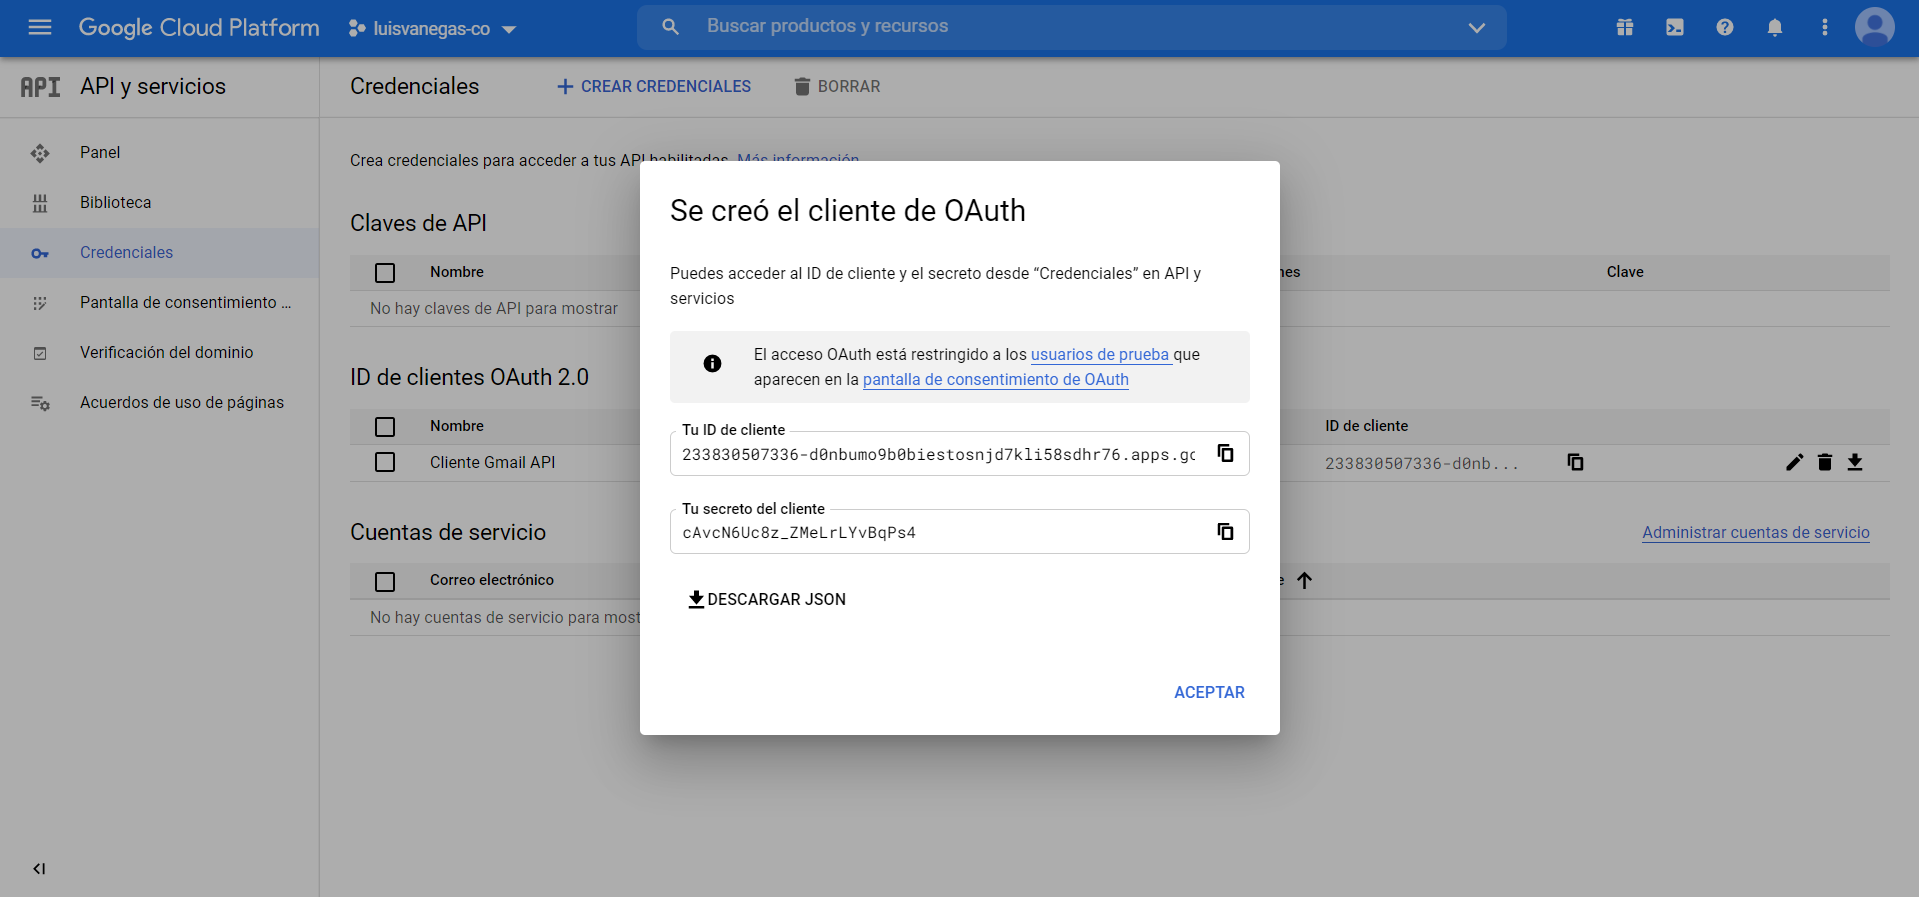 Google Cloud Platform
luisvanegas-co
Buscar productos y recursos
API
API y servicios
Credenciales
CREAR CREDENCIALES
BORRAR
Panel
Biblioteca
Credenciales
Pantalla de consentimiento ...
Verificación del dominio
Acuerdos de uso de páginas
Crea credenciales para acceder a tus API habilitadas. Más información
Claves de API
Nombre
nes
Clave
No hay claves de API para mostrar
ID de clientes OAuth 2.0
Nombre
ID de cliente
Cliente Gmail API
233830507336-d0nb...
Cuentas de servicio
Administrar cuentas de servicio
Correo electrónico
e
No hay cuentas de servicio para most
Se creó el cliente de OAuth
Puedes acceder al ID de cliente y el secreto desde “Credenciales” en API y
servicios
El acceso OAuth está restringido a los usuarios de prueba que
aparecen en la pantalla de consentimiento de OAuth
Tu ID de cliente
233830507336-d0nbumo9b0biestosnjd7kli58sdhr76.apps.gc
Tu secreto del cliente
cAvcN6Uc8z_ZMeLrLYvBqPs4
DESCARGAR JSON
ACEPTAR